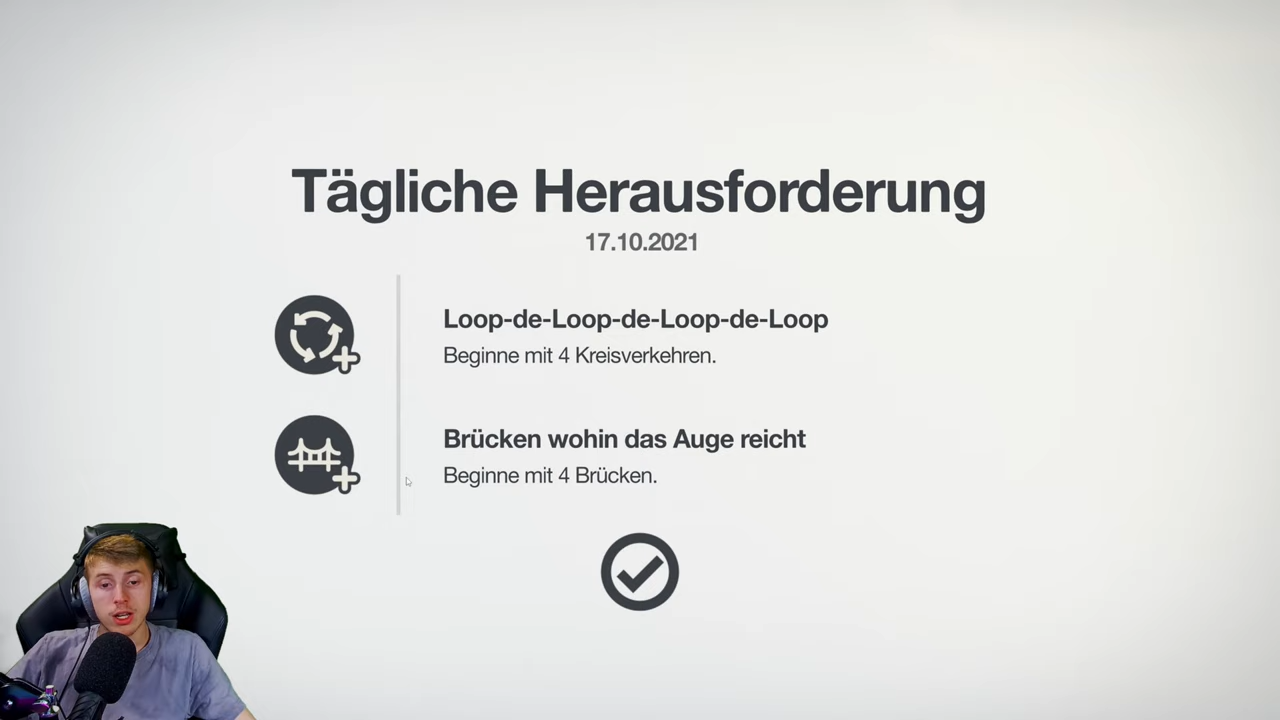 Tägliche Herausforderung
17.10.2021
Loop-de-Loop-de-Loop-de-Loop
Beginne mit 4 Kreisverkehren.
Brücken wohin das Auge reicht
Beginne mit 4 Brücken.